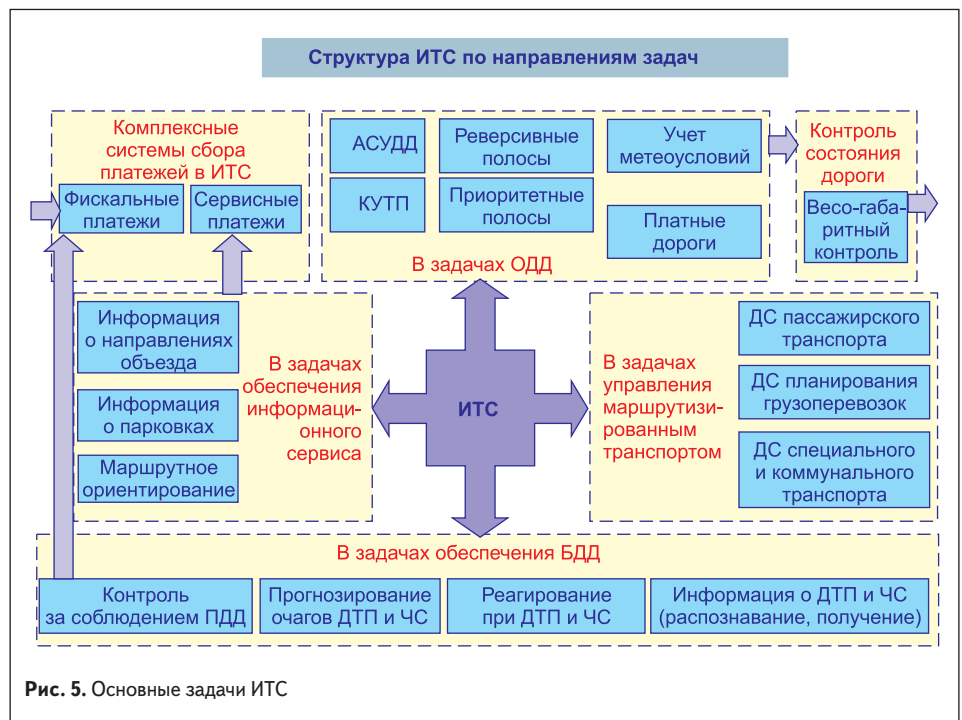 Структура ИТС по направлениям задач
Комплексные
системы сбора
платежей в ИТС
Фискальные
платежи
Сервисные
платежи
АСУДД
Реверсивные
полосы
Учет
метеоусловий
КУТП
Приоритетные
полосы
Платные
дороги
В задачах ОДД
Контроль
состояния
дороги
Весо-габа-
ритный
контроль
Информация
о направлениях
объезда
Информация
о парковках
Маршрутное
ориентирование
В задачах
обеспечения
информаци-
онного
сервиса
ИТС
В задачах
управления
маршрутизи-
рованным
транспортом
ДС пассажирского
транспорта
ДС планирования
грузоперевозок
ДС специального
и коммунального
транспорта
В задачах обеспечения БДД
Контроль
за соблюдением ПДД
Прогнозирование
очагов ДТП и ЧС
Реагирование
при ДТП и ЧС
Информация о ДТП и ЧС
(распознавание, получение)
Рис. 5. Основные задачи ИТС